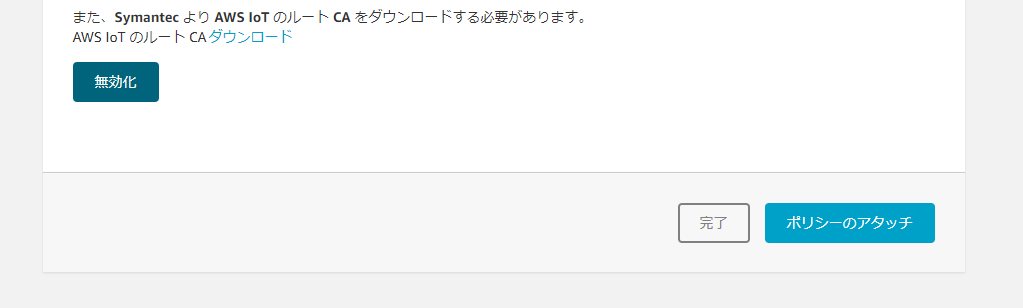 また、Symantec より AWS IoT のルート CA をダウンロードする必要があります。
AWS IoT のルート CAダウンロード
無効化
完了
ポリシーのアタッチ